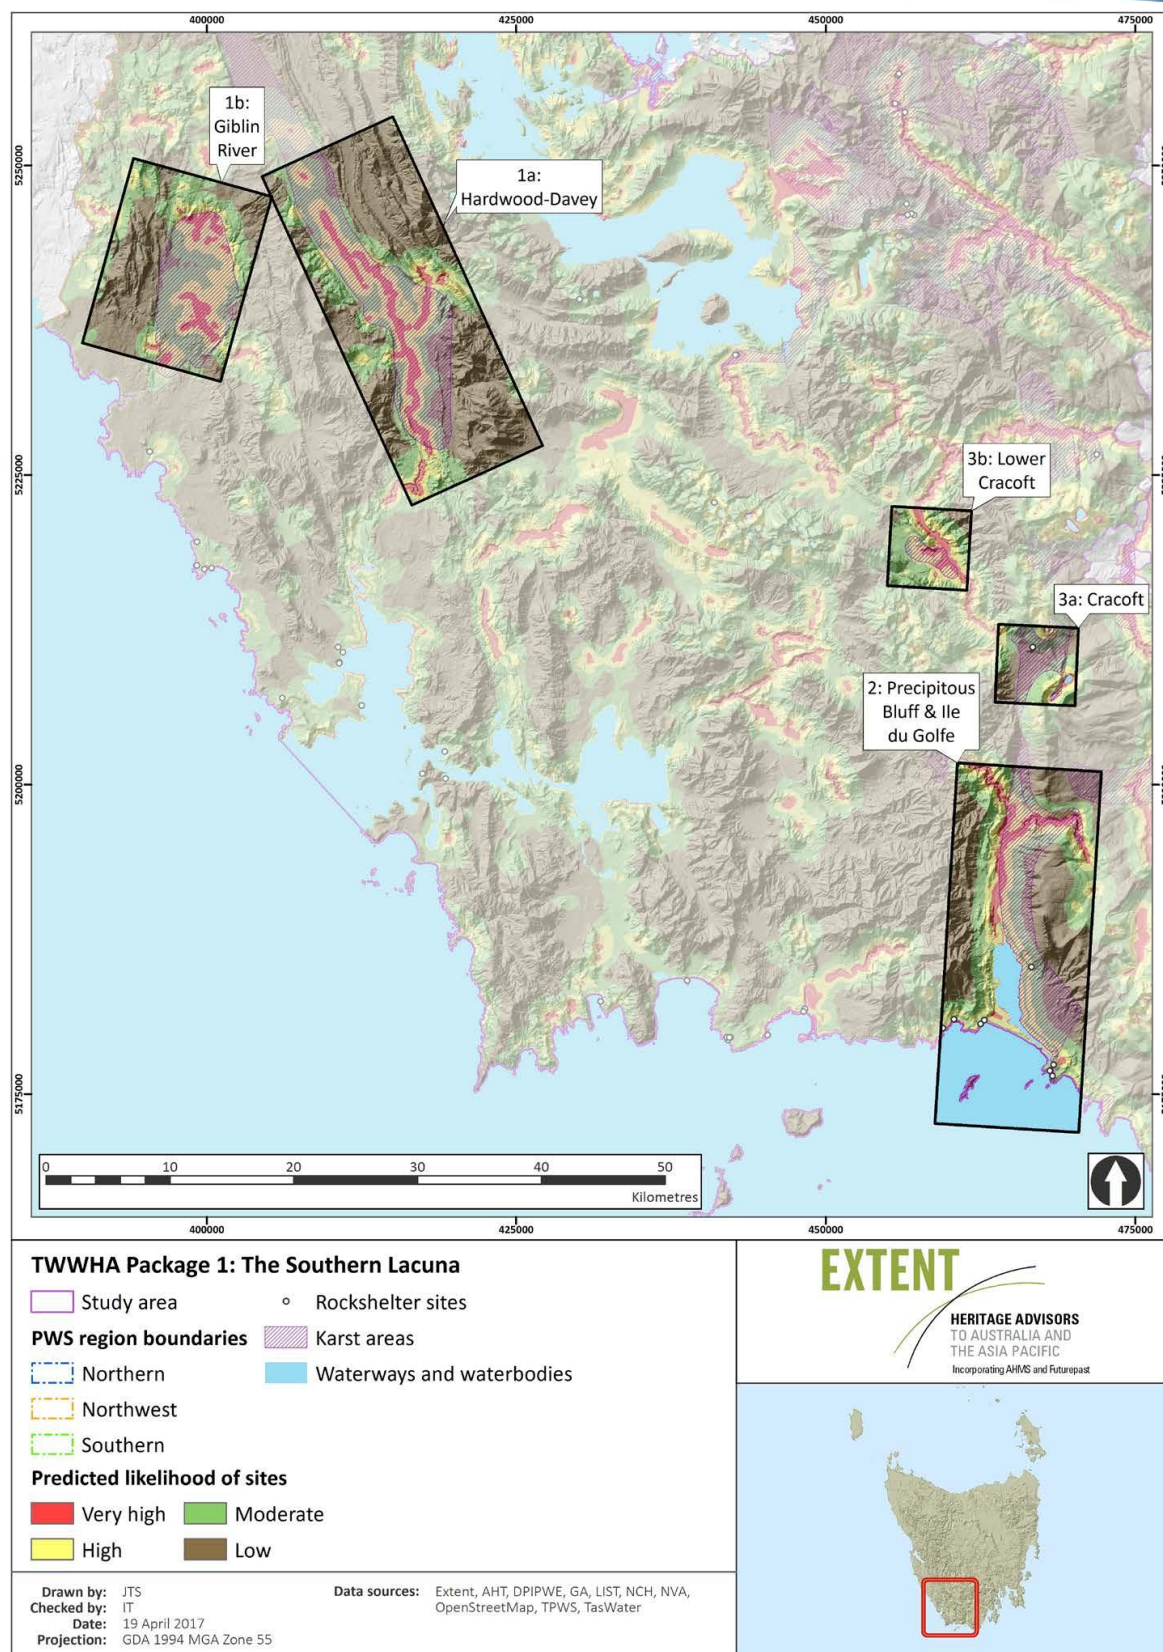 400000
425000
450000
475000
1b:
Giblin
River
1a:
Hardwood-Davey
5250000
5225000
3b: Lower
Cracoft
3a: Cracoft
2: Precipitous
Bluff & Ile
du Golfe
5200000
5175000
0 10 20 30 40 50
Kilometres
400000
425000
450000
475000
TWWHA Package 1: The Southern Lacuna
Study area
Rockshelter sites
PWS region boundaries
Karst areas
Northern
Waterways and waterbodies
Northwest
Southern
Predicted likelihood of sites
Very high
Moderate
High
Low
EXTENT
HERITAGE ADVISORS
TO AUSTRALIA AND
THE ASIA PACIFIC
Incorporating AHMS and Futurepast
Drawn by: JTS
Checked by: IT
Date: 19 April 2017
Projection: GDA 1994 MGA Zone 55
Data sources: Extent, AHT, DPIPWE, GA, LIST, NCH, NVA,
OpenStreetMap, TPWS, TasWater